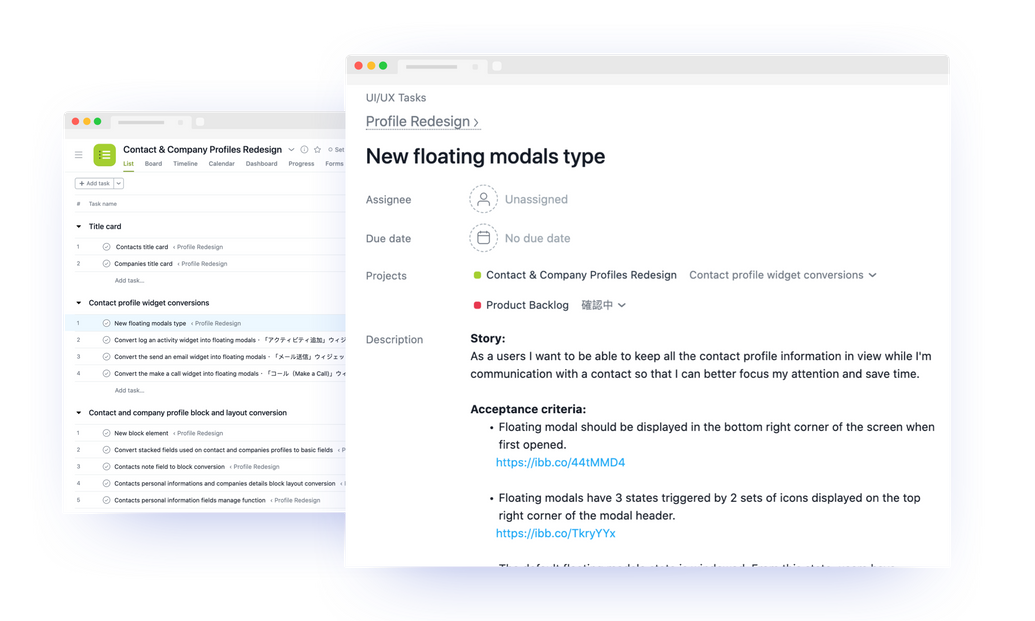 Contact & Company Profiles Redesign
Set
List Board Timeline Calendar Dashboard Progress Forms
+ Add task
# Task name
Title card
1 Contacts title card ‹ Profile Redesign
2 Companies title card ‹ Profile Redesign
Add task...
Contact profile widget conversions
1 New floating modals type ‹ Profile Redesign
2 Convert log an activity widget into floating modals・「アクティビティ追加」ウィジ
3 Convert the send an email widget into floating modals・「メール送信」ウィジェッ
4 Convert the make a call widget into floating modals・「コール（Make a Call)」ウィ
Add task...
Contact and company profile block and layout conversion
1 New block element ‹ Profile Redesign
2 Convert stacked fields used on contact and companies profiles to basic fields ‹ P
3 Contacts note field to block conversion ‹ Profile Redesign
4 Contacts personal informations and companies details block layout conversion ‹
5 Contacts personal information fields manage function ‹ Profile Redesign
UI/UX Tasks
Profile Redesign ›
New floating modals type
Assignee Unassigned
Due date No due date
Projects Contact & Company Profiles Redesign Contact profile widget conversions
Product Backlog 確認中
Description Story:
As a users I want to be able to keep all the contact profile information in view while I'm
communication with a contact so that I can better focus my attention and save time.
Acceptance criteria:
• Floating modal should be displayed in the bottom right corner of the screen when
first opened.
https://ibb.co/44tMMD4
• Floating modals have 3 states triggered by 2 sets of icons displayed on the top
right corner of the modal header.
https://ibb.co/TkryYYx